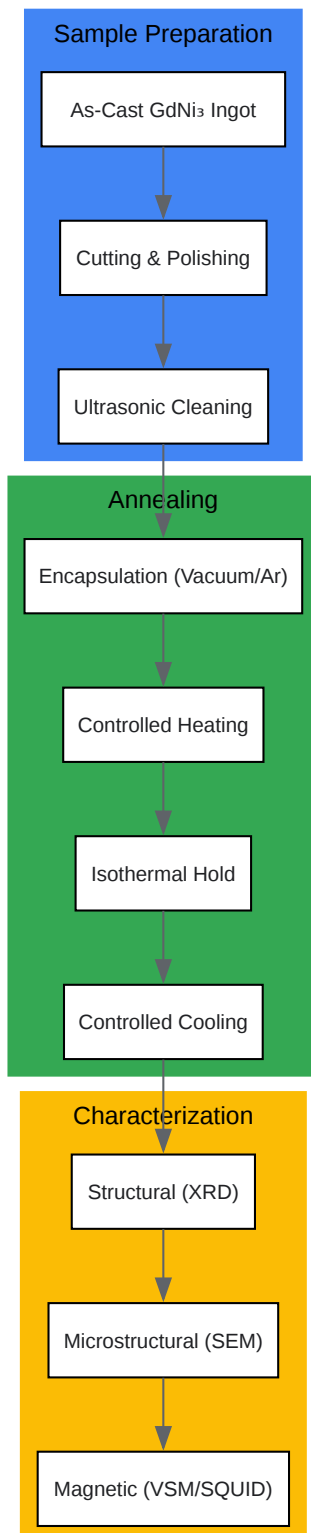 Sample Preparation
As-Cast GdNi₃ Ingot
Cutting & Polishing
Ultrasonic Cleaning
Annealing
Encapsulation (Vacuum/Ar)
Controlled Heating
Isothermal Hold
Controlled Cooling
Characterization
Structural (XRD)
Microstructural (SEM)
Magnetic (VSM/SQUID)